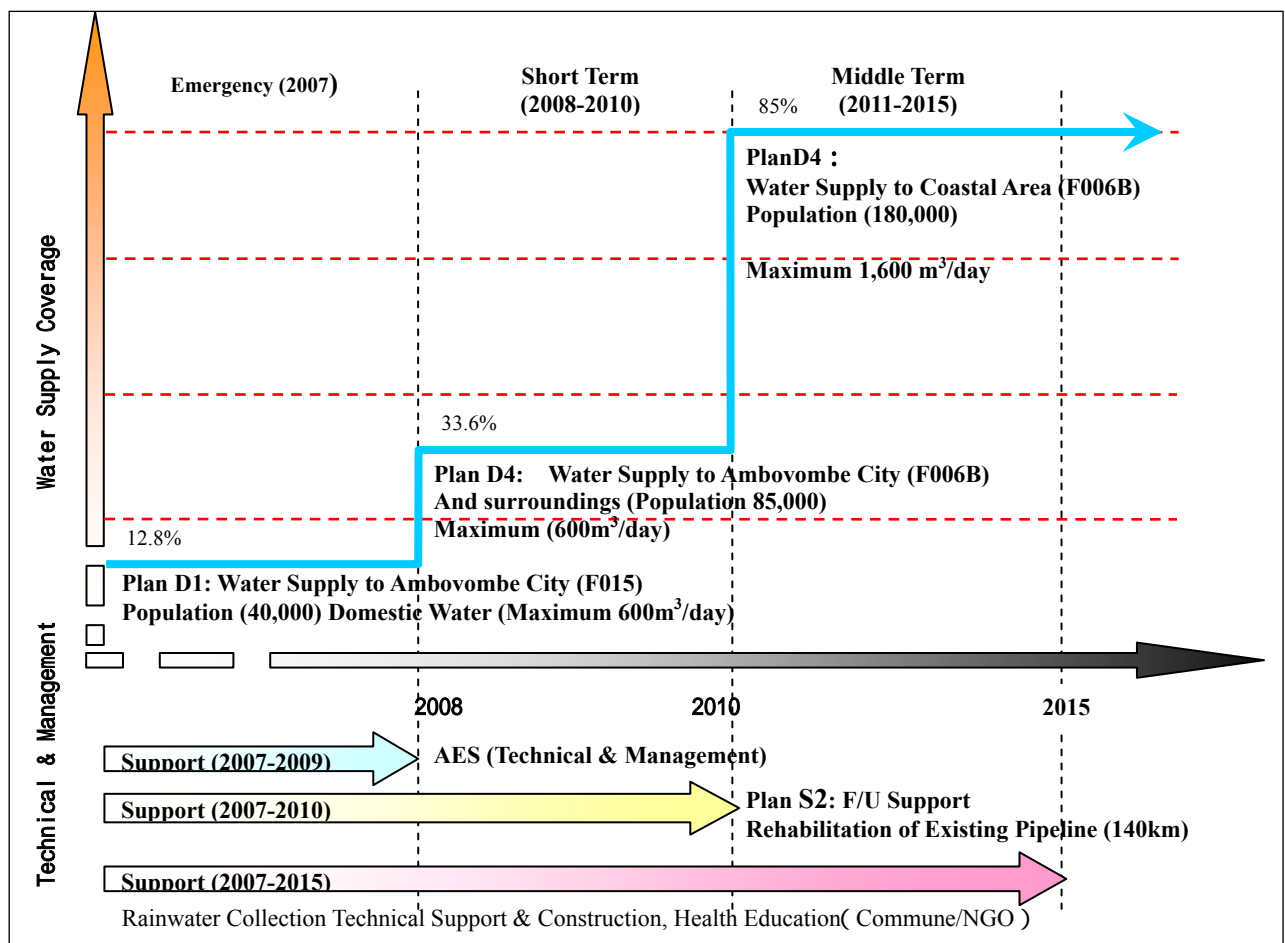 Emergency (2007)
Short Term
(2008-2010)
Middle Term
(2011-2015)
85%
PlanD4：
Water Supply to Coastal Area (F006B)
Population (180,000)
Maximum 1,600 m³/day
Water Supply Coverage
33.6%
Plan D4: Water Supply to Ambovombe City (F006B)
And surroundings (Population 85,000)
Maximum (600m³/day)
12.8%
Plan D1: Water Supply to Ambovombe City (F015)
Population (40,000) Domestic Water (Maximum 600m³/day)
2008
2010
2015
Technical & Management
Support (2007-2009)
AES (Technical & Management)
Support (2007-2010)
Plan S2: F/U Support
Rehabilitation of Existing Pipeline (140km)
Support (2007-2015)
Rainwater Collection Technical Support & Construction, Health Education( Commune/NGO )